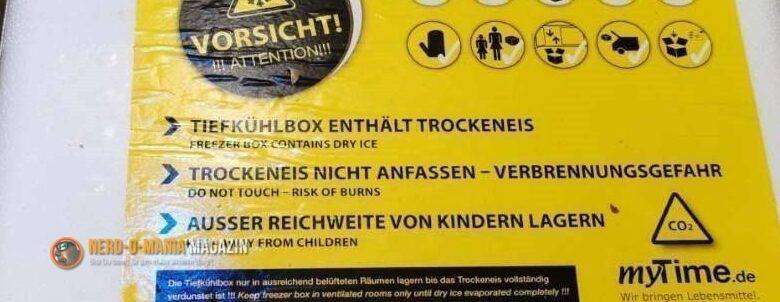 VORSICHT!
!!! ATTENTION!!!
TIEFKÜHLBOX ENTHÄLT TROCKENEIS
FREEZER BOX CONTAINS DRY ICE
TROCKENEIS NICHT ANFASSEN – VERBRENNUNGSGEFAHR
DO NOT TOUCH – RISK OF BURNS
AUSSER REICHWEITE VON KINDERN LAGERN
AWAY FROM CHILDREN
CO₂
NERD-O-MANIA MAGAZIN
myTime.de
Wir bringen Lebensmittel.
Die Tiefkühlbox nur in ausreichend belüfteten Räumen lagern bis das Trockeneis vollständig
verdunstet ist !!! Keep freezer box in ventilated rooms only until dry ice evaporated completely !!!